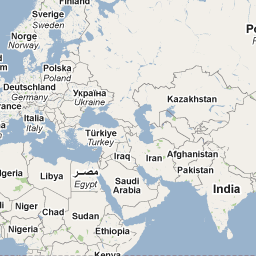 Sverige
Sweden
Norge
Norway
Polska
Poland
Deutschland
Germany
Україна
Ukraine
Kazakhstan
Italia
Italy
Türkiye
Turkey
Iraq
Iran
Afghanistan
Pakistan
Libya
مصر
Egypt
Saudi
Arabia
India
Niger
Chad
Sudan
Nigeria
Ethiopia
Kenya